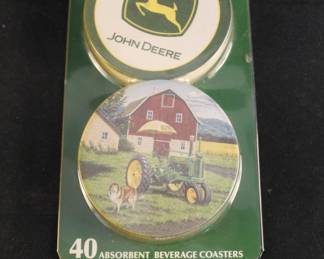 JOHN DEERE
40 ABSORBENT BEVERAGE COASTERS